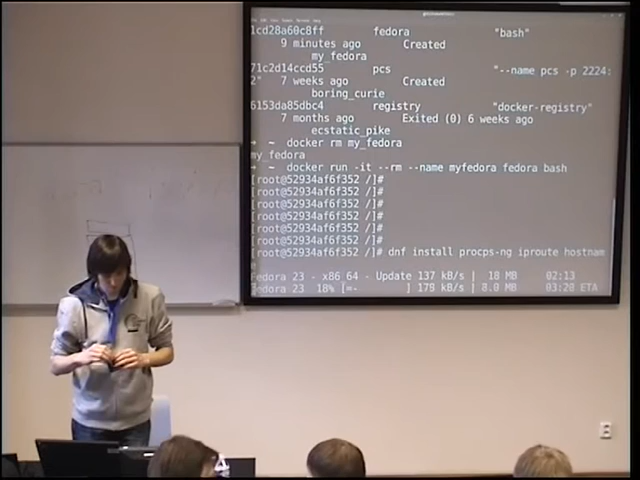 1cd28a60c8ff fedora "bash"
9 minutes ago Created
my_fedora
71c2d14ccd55 pcs "--name pcs -p 2224:
2" 7 weeks ago Created
boring_curie
6153da85dbc4 registry "docker-registry"
7 months ago Exited (0) 6 weeks ago
ecstatic_pike
→ ~ docker rm my_fedora
my_fedora
→ ~ docker run -it --rm --name myfedora fedora bash
[root@52934af6f352 /]#
[root@52934af6f352 /]#
[root@52934af6f352 /]#
[root@52934af6f352 /]#
[root@52934af6f352 /]#
[root@52934af6f352 /]#
[root@52934af6f352 /]# dnf install procps-ng iproute hostnam
e
Fedora 23 - x86_64 - Update 137 kB/s | 18 MB 02:13
Fedora 23 18% [=- ] 179 kB/s | 8.0 MB 03:20 ETA